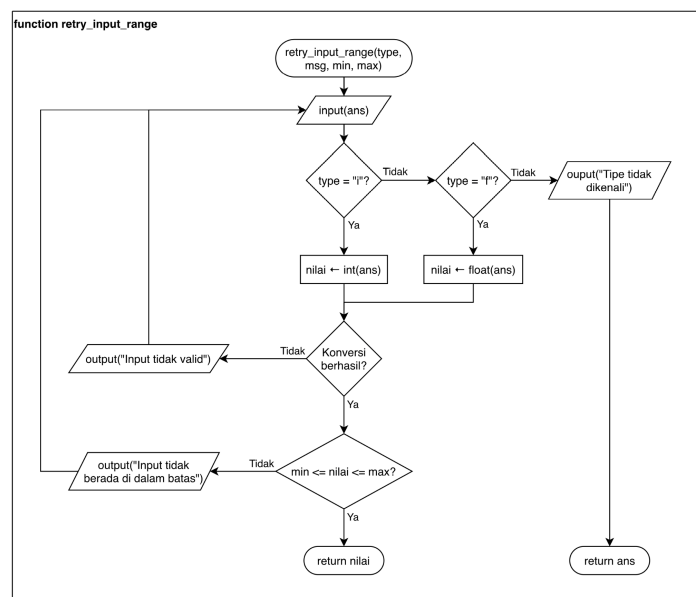 function retry_input_range
retry_input_range(type,
msg, min, max)
input(ans)
type = "i"?
Tidak
type = "f"?
Tidak
ouput("Tipe tidak
dikenali")
Ya
Ya
nilai ← int(ans)
nilai ← float(ans)
output("Input tidak valid")
Tidak
Konversi
berhasil?
Ya
output("Input tidak
berada di dalam batas")
Tidak
min <= nilai <= max?
Ya
return nilai
return ans